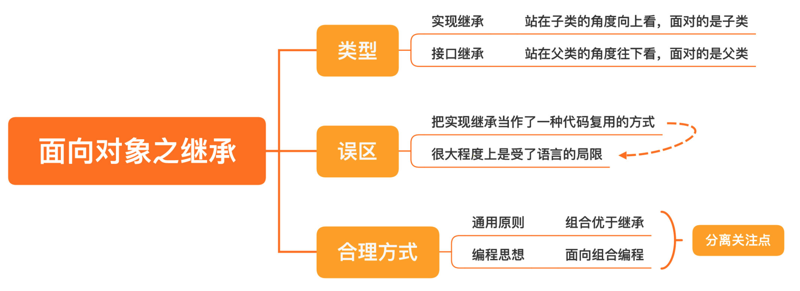 面向对象之继承
类型
实现继承 站在子类的角度向上看，面对的是子类
接口继承 站在父类的角度往下看，面对的是父类
误区
把实现继承当作了一种代码复用的方式
很大程度上是受了语言的局限
合理方式
通用原则 组合优于继承
编程思想 面向组合编程
分离关注点